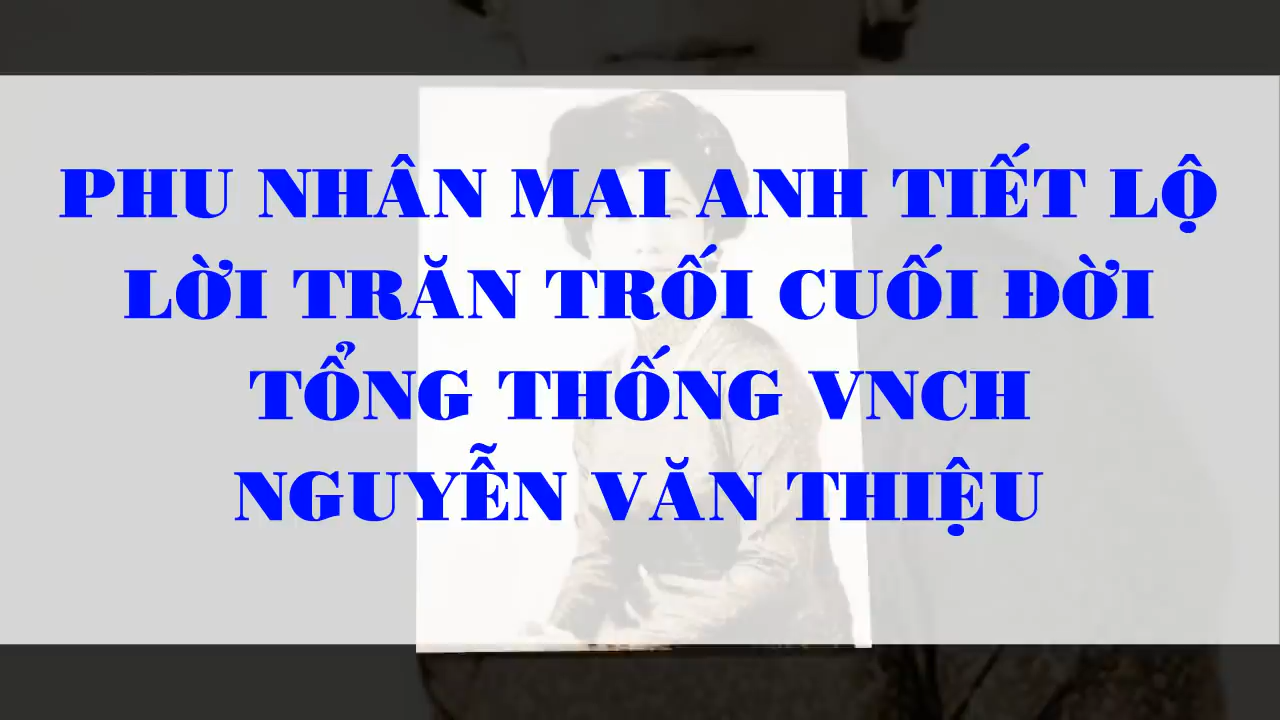 PHU NHÂN MAI ANH TIẾT LỘ
LỜI TRĂN TRỐI CUỐI ĐỜI
TỔNG THỐNG VNCH
NGUYỄN VĂN THIỆU